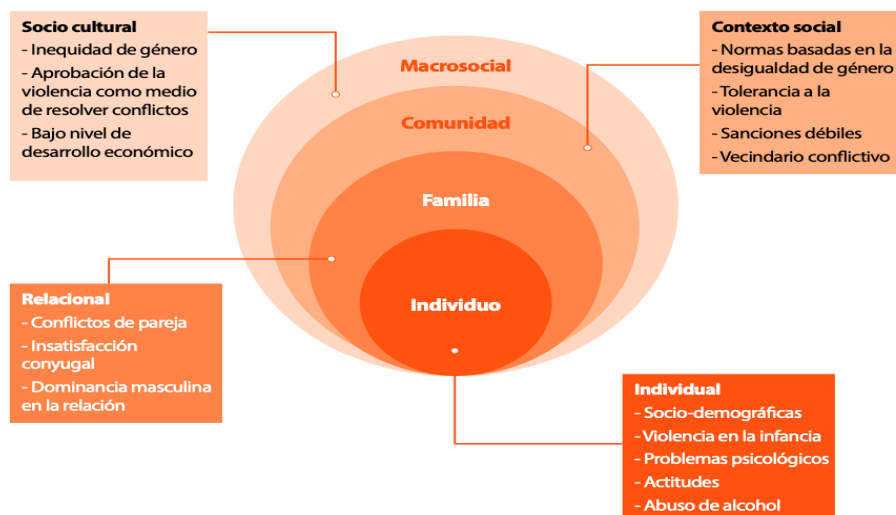 Socio cultural
- Inequidad de género
- Aprobación de la
violencia como medio
de resolver conflictos
- Bajo nivel de
desarrollo económico
Contexto social
- Normas basadas en la
desigualdad de género
- Tolerancia a la
violencia
- Sanciones débiles
- Vecindario conflictivo
Macrosocial
Comunidad
Familia
Individuo
Relacional
- Conflictos de pareja
- Insatisfacción
conyugal
- Dominancia masculina
en la relación
Individual
- Socio-demográficas
- Violencia en la infancia
- Problemas psicológicos
- Actitudes
- Abuso de alcohol